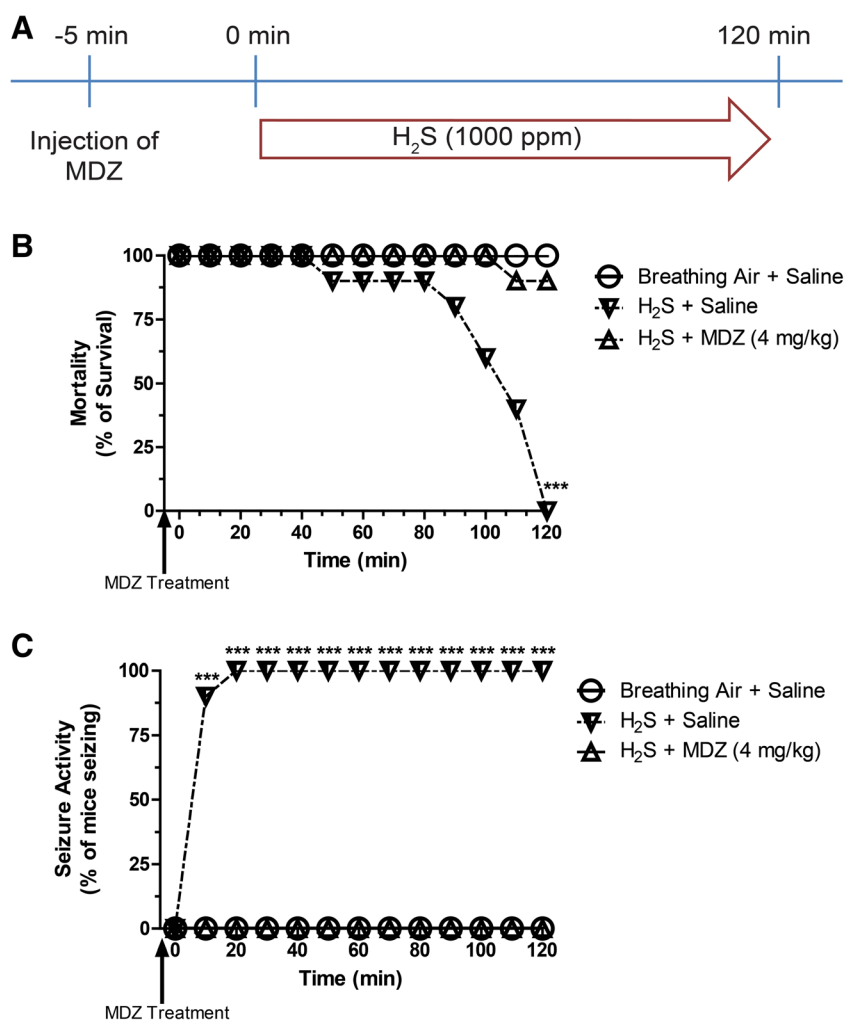 A
-5 min
0 min
120 min
Injection of
MDZ
H₂S (1000 ppm)
B
Mortality
(% of Survival)
100
75
50
25
0
***
0
20
40
60
80
100
120
Time (min)
MDZ Treatment
Breathing Air + Saline
H₂S + Saline
H₂S + MDZ (4 mg/kg)
C
Seizure Activity
(% of mice seizing)
100
75
50
25
0
*** *** *** *** *** *** *** *** *** *** *** ***
0
20
40
60
80
100
120
Time (min)
MDZ Treatment
Breathing Air + Saline
H₂S + Saline
H₂S + MDZ (4 mg/kg)